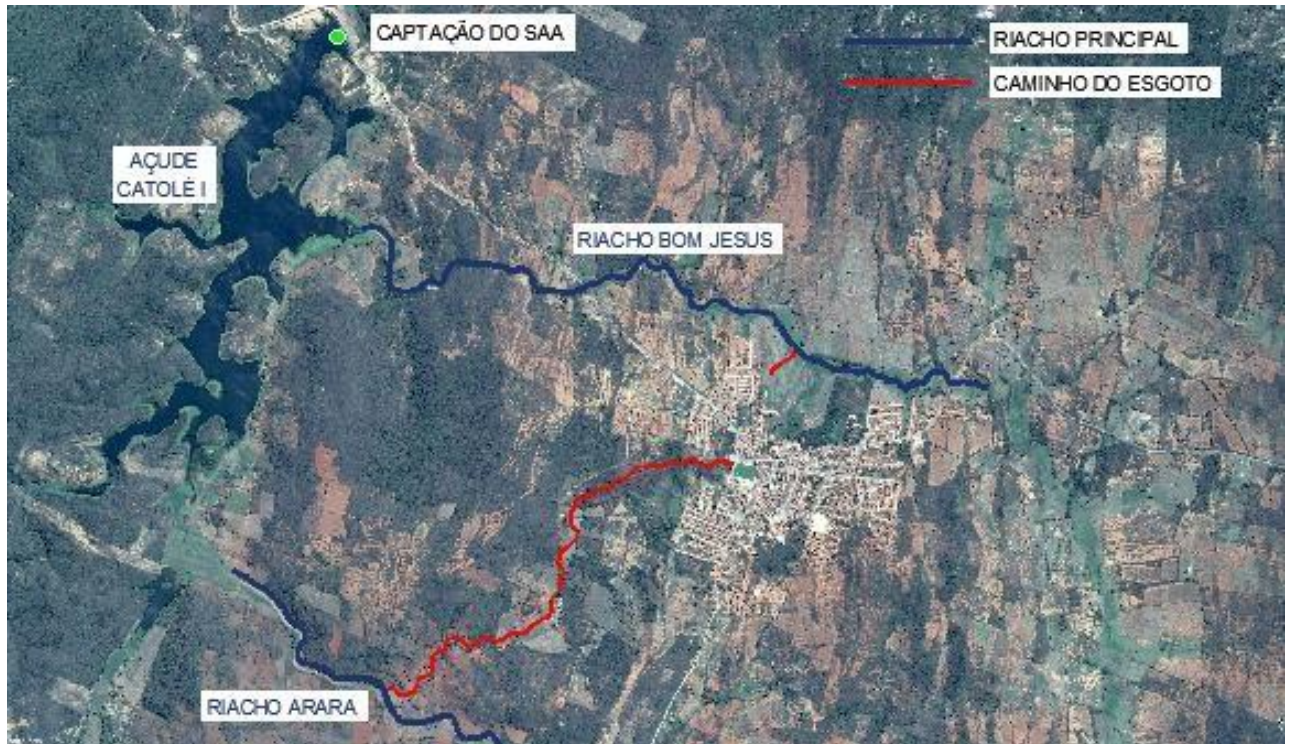 CAPTAÇÃO DO SAA
RIACHO PRINCIPAL
CAMINHO DO ESGOTO
AÇUDE
CATOLÉ I
RIACHO BOM JESUS
RIACHO ARARA